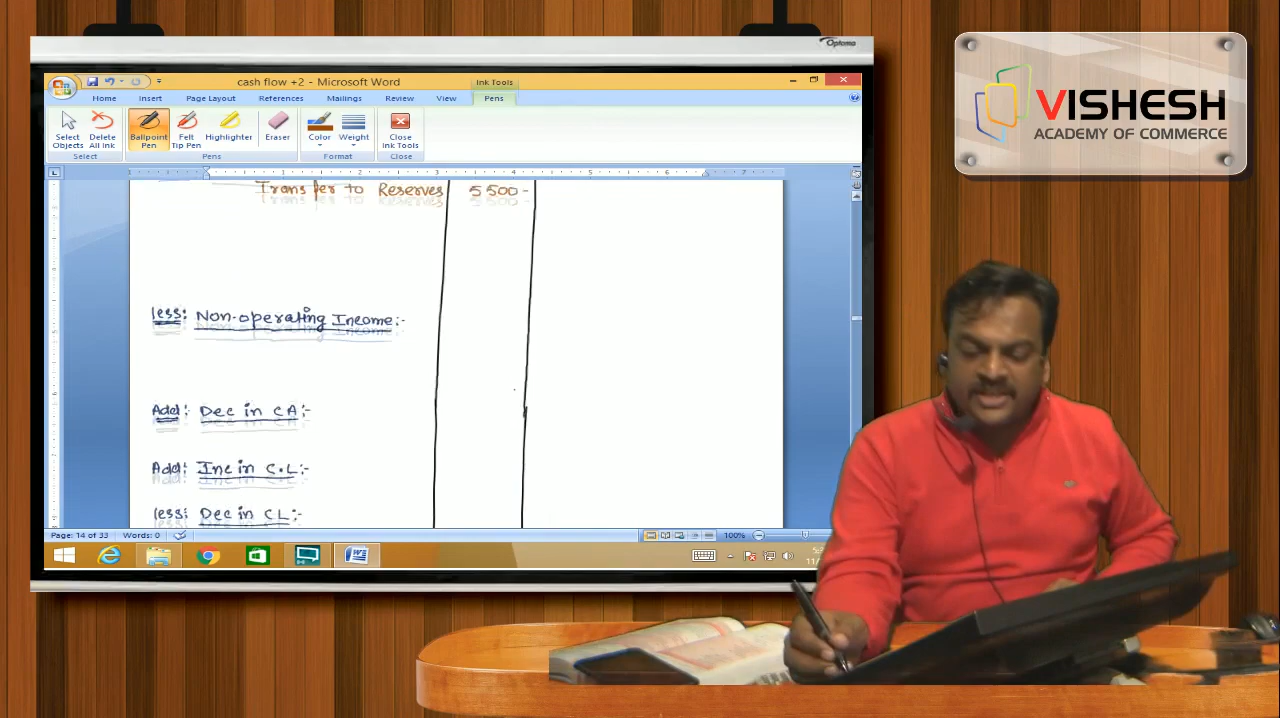 Optoma
cash flow +2 - Microsoft Word
Ink Tools
Home Insert Page Layout References Mailings Review View Pens
Select Objects
Delete All Ink
Ballpoint Pen
Felt Tip Pen
Highlighter
Eraser
Color
Weight
Close Ink Tools
Select Pens Format Close
Transfer to Reserves 5500-
less: Non-operating Income:-
Add: Dec in CA:-
Add: Inc in C.L:-
less: Dec in CL:-
Page: 14 of 33 Words: 0
100%
VISHESH
ACADEMY OF COMMERCE